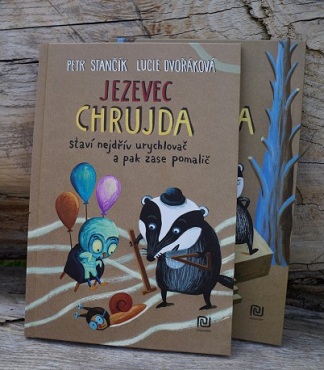 PETR STANČÍK LUCIE DVOŘÁKOVÁ
JEZEVEC
CHRUJDA
staví nejdřív urychlovač
a pak zase pomalič
A